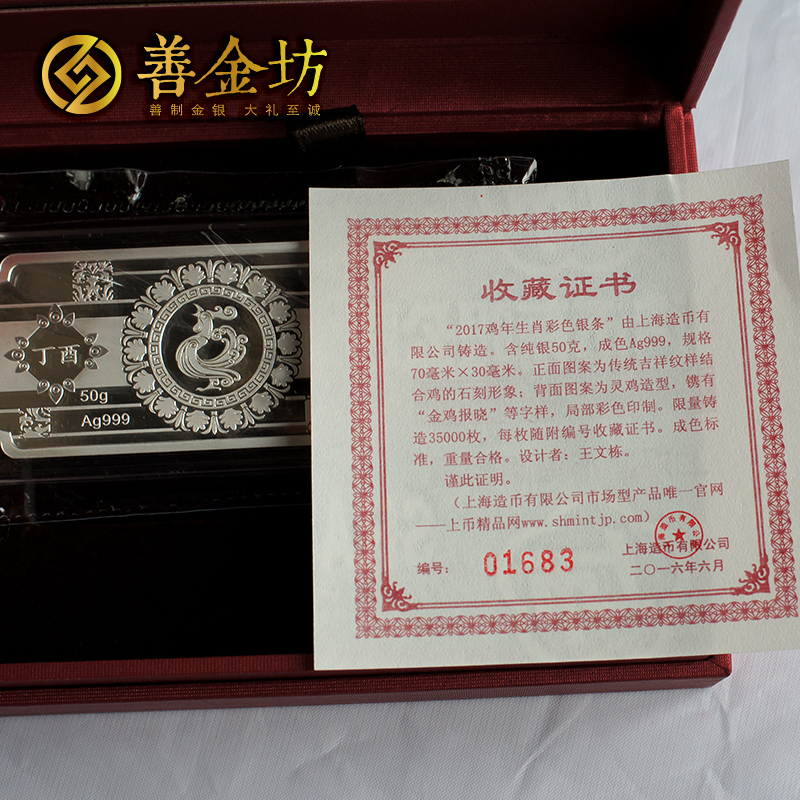 善金坊
善制金银 大礼至诚
丁酉
50g
Ag999
收藏证书
“2017鸡年生肖彩色银条”由上海造币有
限公司铸造。含纯银50克，成色Ag999，规格
70毫米×30毫米。正面图案为传统吉祥纹样结
合鸡的石刻形象；背面图案为灵鸡造型，镌有
“金鸡报晓”等字样，局部彩色印制。限量铸
造35000枚，每枚随附编号收藏证书。成色标
准，重量合格。设计者：王文栋。
谨此证明。
（上海造币有限公司市场型产品唯一官网
——上币精品网www.shmintjp.com）
上海造币有限公司
编号： 01683 二〇一六年六月